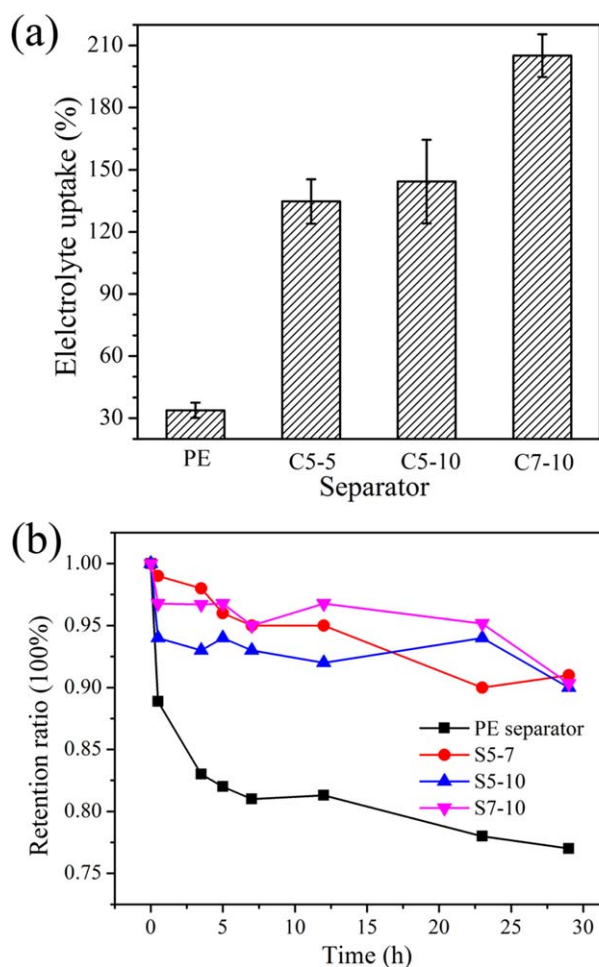 (a)
Elelctrolyte uptake (%)
210
180
150
120
90
60
30
PE
C5-5
C5-10
C7-10
Separator
(b)
Retention ratio (100%)
1.00
0.95
0.90
0.85
0.80
0.75
PE separator
S5-7
S5-10
S7-10
0
5
10
15
20
25
30
Time (h)